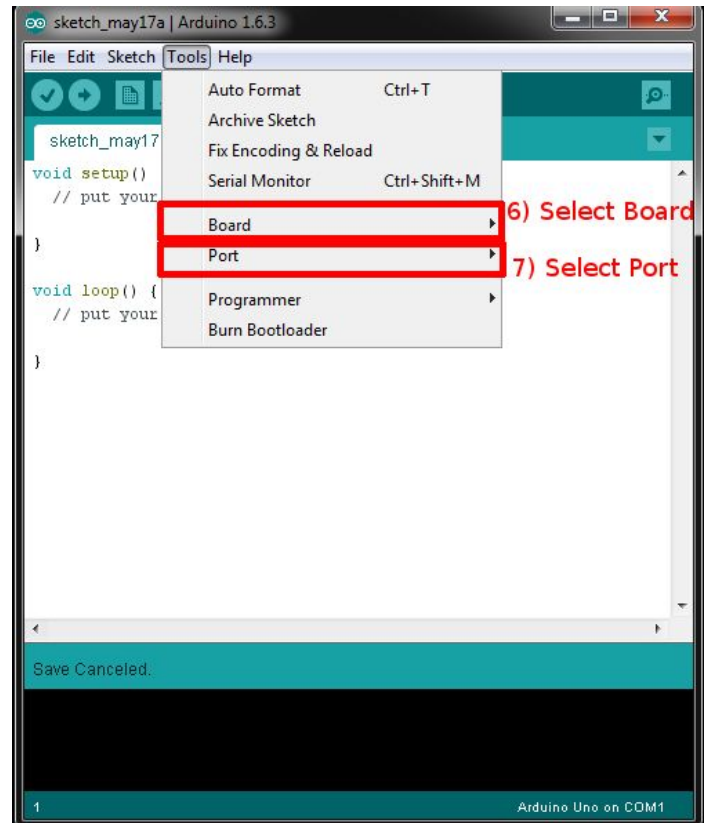 sketch_may17a | Arduino 1.6.3
File Edit Sketch Tools Help
Auto Format Ctrl+T
Archive Sketch
sketch_may17
Fix Encoding & Reload
void setup()
Serial Monitor Ctrl+Shift+M
// put your
Board
6) Select Board
}
Port
7) Select Port
void loop() {
Programmer
// put your
Burn Bootloader
}
Save Canceled.
1 Arduino Uno on COM1